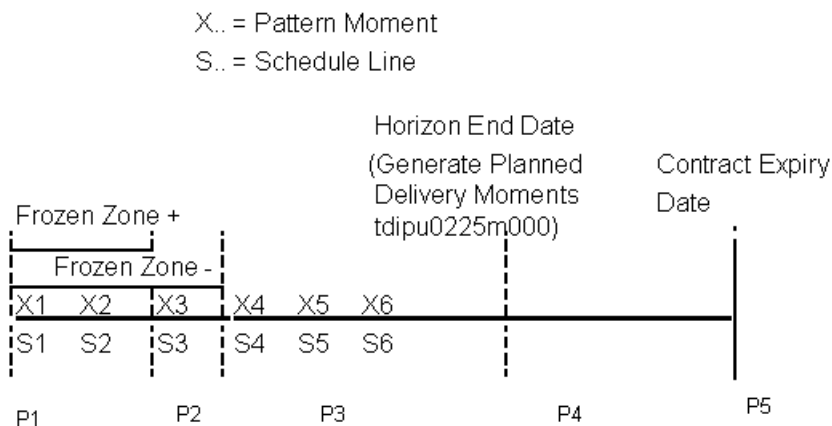 X.. = Pattern Moment
S.. = Schedule Line
Horizon End Date
(Generate Planned
Delivery Moments
tdipu0225m000)
Contract Expiry
Date
Frozen Zone +
Frozen Zone -
X1 X2 X3 X4 X5 X6
S1 S2 S3 S4 S5 S6
P1 P2 P3 P4 P5